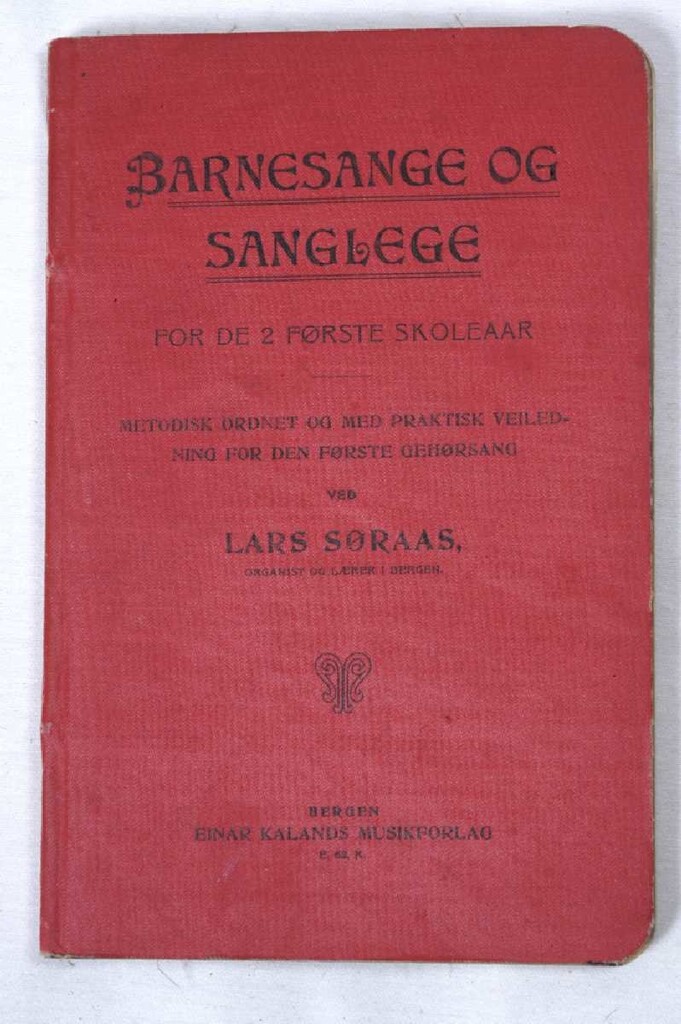 BARNESANGE OG
SANGLEGE
FOR DE 2 FØRSTE SKOLEAAR
METODISK ORDNET OG MED PRAKTISK VEILED-
NING FOR DEN FØRSTE GEHØRSANG
VED
LARS SØRAAS,
ORGANIST OG LÆRER I BERGEN.
BERGEN
EINAR KALANDS MUSIKFORLAG
E. 62. K.